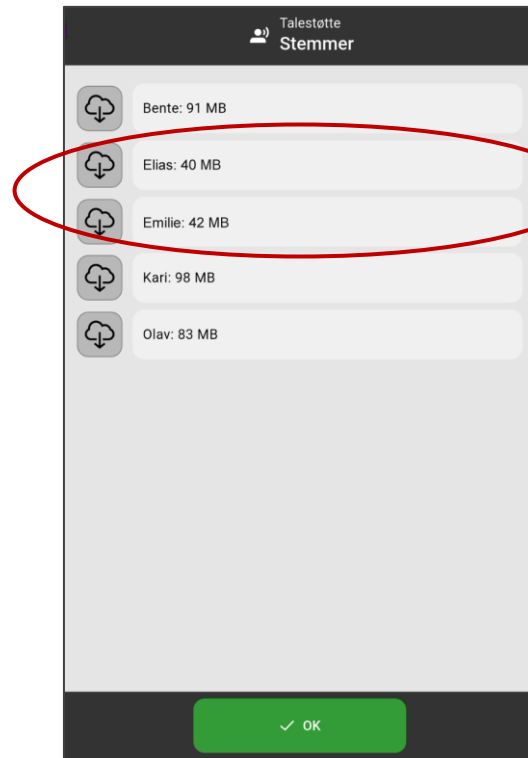 Talestøtte
Stemmer
Bente: 91 MB
Elias: 40 MB
Emilie: 42 MB
Kari: 98 MB
Olav: 83 MB
OK